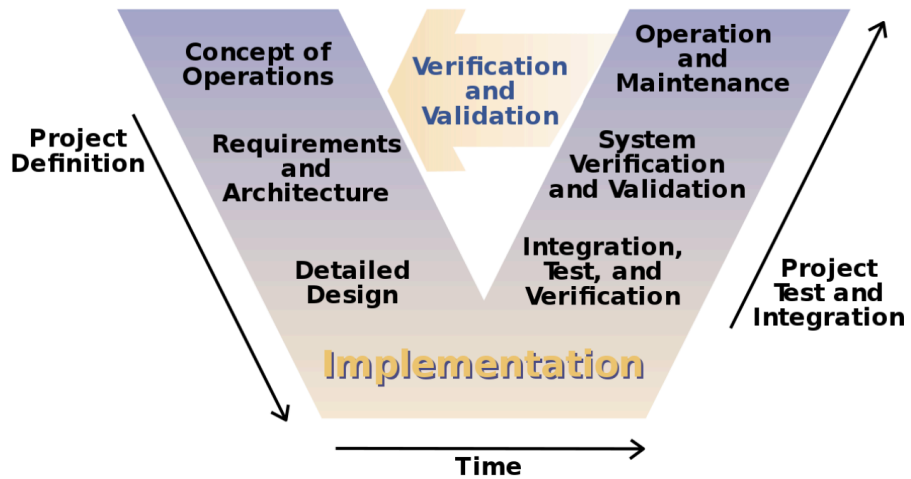 Concept of
Operations
Verification
and
Validation
Operation
and
Maintenance
Project
Definition
Requirements
and
Architecture
System
Verification
and Validation
Detailed
Design
Integration,
Test, and
Verification
Project
Test and
Integration
Implementation
Time